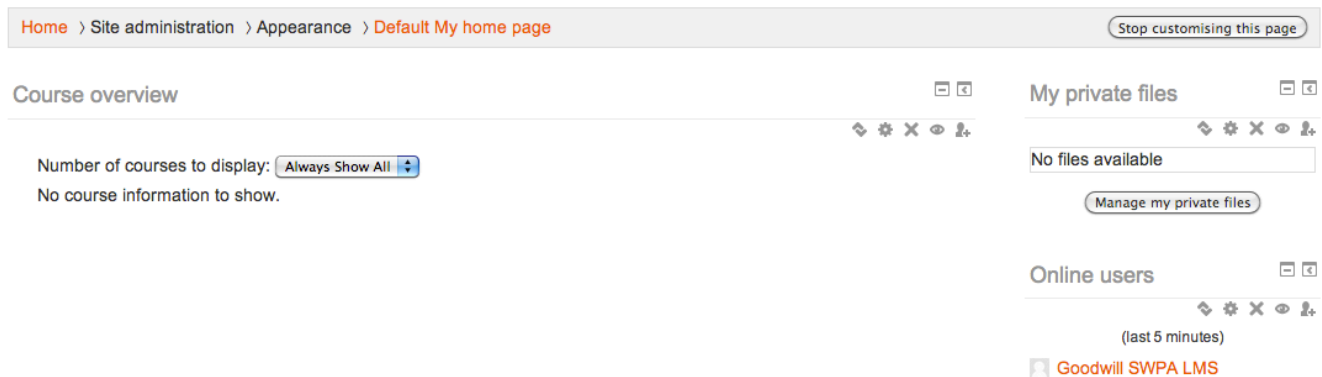 Home 〉Site administration 〉Appearance 〉Default My home page
Stop customising this page
Course overview
Number of courses to display: Always Show All
No course information to show.
My private files
No files available
Manage my private files
Online users
(last 5 minutes)
Goodwill SWPA LMS